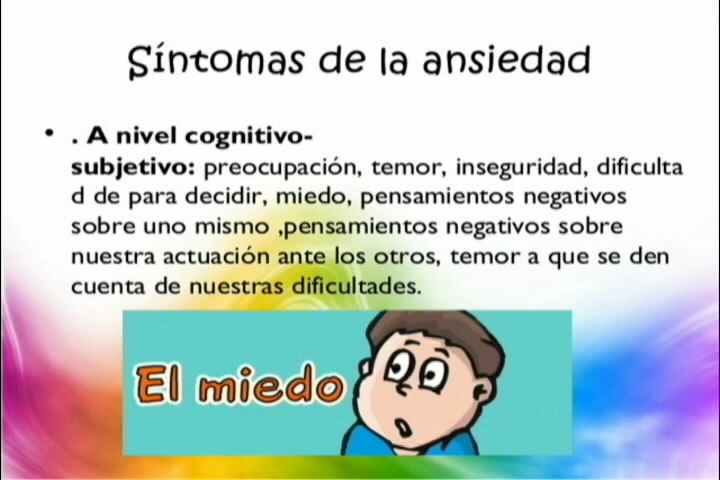 Síntomas de la ansiedad
• . A nivel cognitivo-
subjetivo: preocupación, temor, inseguridad, dificulta
d de para decidir, miedo, pensamientos negativos
sobre uno mismo ,pensamientos negativos sobre
nuestra actuación ante los otros, temor a que se den
cuenta de nuestras dificultades.
El miedo